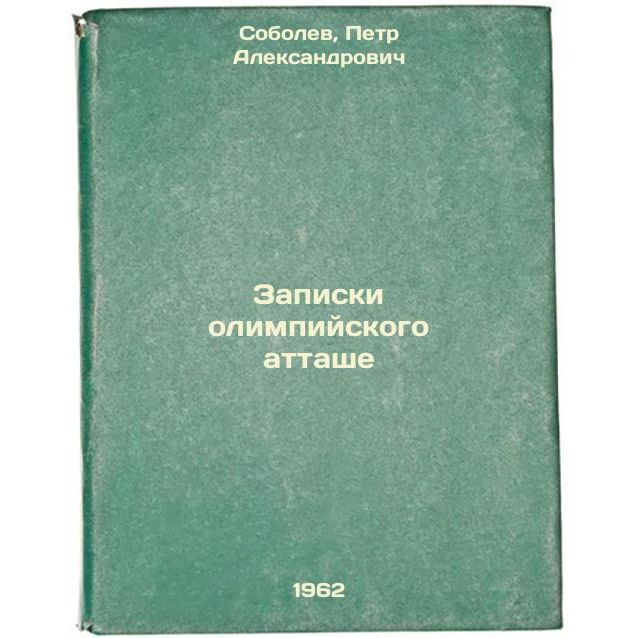 Соболев, Петр
Александрович
Записки
олимпийского
атташе
1962